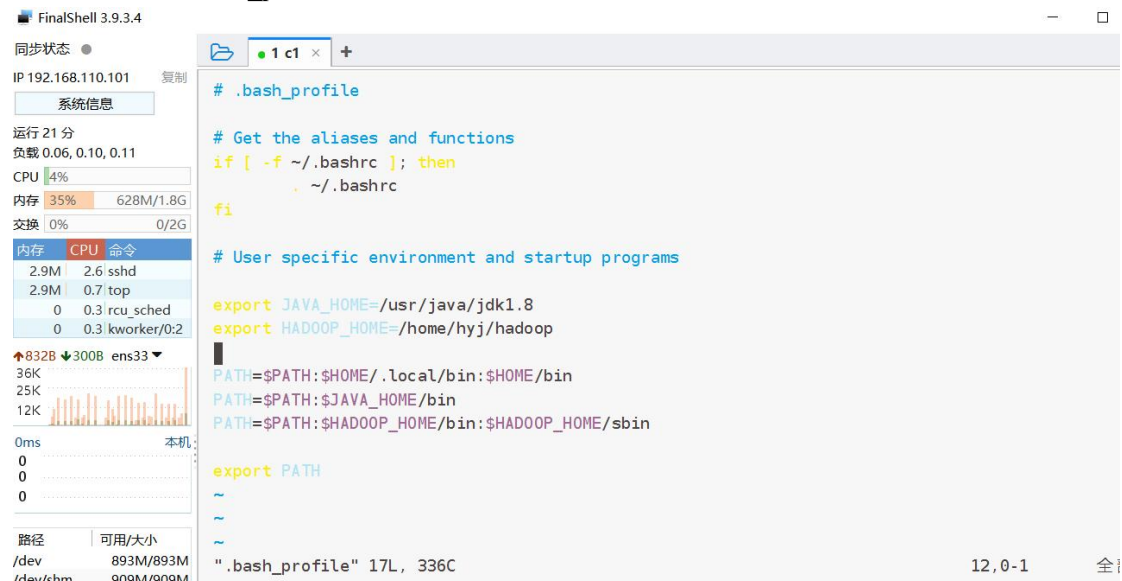 FinalShell 3.9.3.4
同步状态
IP 192.168.110.101 复制
系统信息
运行 21 分
负载 0.06, 0.10, 0.11
CPU 4%
内存 35% 628M/1.8G
交换 0% 0/2G
内存 CPU 命令
2.9M 2.6 sshd
2.9M 0.7 top
0 0.3 rcu_sched
0 0.3 kworker/0:2
832B 300B ens33
36K
25K
12K
0ms 本机
0
0
0
路径 可用/大小
/dev 893M/893M
/dev/shm 909M/909M
1 c1 × +
# .bash_profile
# Get the aliases and functions
if [ -f ~/.bashrc ]; then
. ~/.bashrc
fi
# User specific environment and startup programs
export JAVA_HOME=/usr/java/jdk1.8
export HADOOP_HOME=/home/hyj/hadoop
PATH=$PATH:$HOME/.local/bin:$HOME/bin
PATH=$PATH:$JAVA_HOME/bin
PATH=$PATH:$HADOOP_HOME/bin:$HADOOP_HOME/sbin
export PATH
~
~
~
".bash_profile" 17L, 336C 12,0-1 全